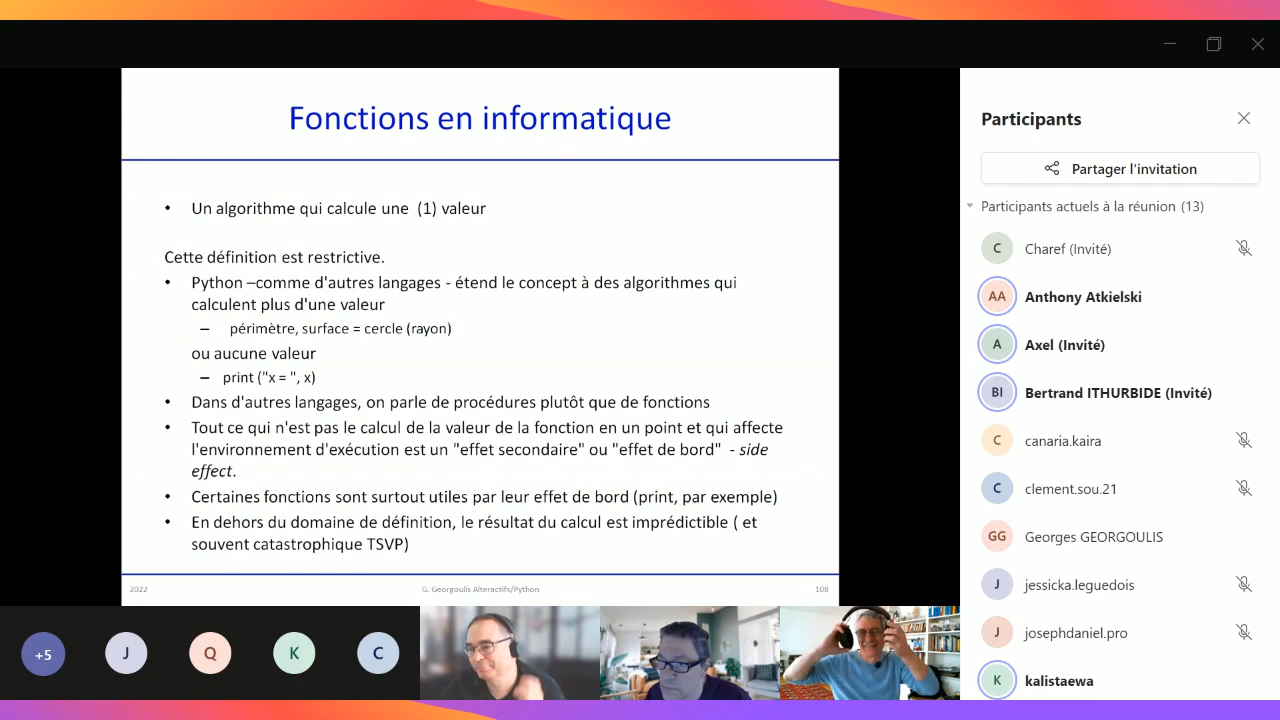 Fonctions en informatique
• Un algorithme qui calcule une (1) valeur
Cette définition est restrictive.
• Python –comme d'autres langages - étend le concept à des algorithmes qui
calculent plus d'une valeur
– périmètre, surface = cercle (rayon)
ou aucune valeur
– print ("x = ", x)
• Dans d'autres langages, on parle de procédures plutôt que de fonctions
• Tout ce qui n'est pas le calcul de la valeur de la fonction en un point et qui affecte
l'environnement d'exécution est un "effet secondaire" ou "effet de bord" - side
effect.
• Certaines fonctions sont surtout utiles par leur effet de bord (print, par exemple)
• En dehors du domaine de définition, le résultat du calcul est imprédictible ( et
souvent catastrophique TSVP)
2022
G. Georgoulis Alteractifs/Python
108
+5
J
Q
K
C
Participants
Partager l'invitation
Participants actuels à la réunion (13)
C Charef (Invité)
AA Anthony Atkielski
A Axel (Invité)
BI Bertrand ITHURBIDE (Invité)
C canaria.kaira
C clement.sou.21
GG Georges GEORGOULIS
J jessicka.leguedois
J josephdaniel.pro
K kalistaewa